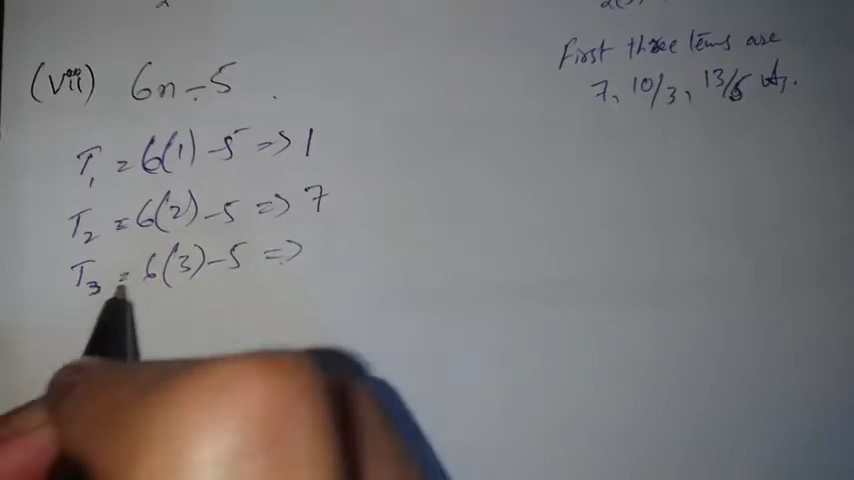 (vii) 6n-5
T1 = 6(1) -5 => 1
T2 = 6(2) -5 => 7
T3 = 6(3) -5 =>
First three terms are
7, 10/3, 13/5